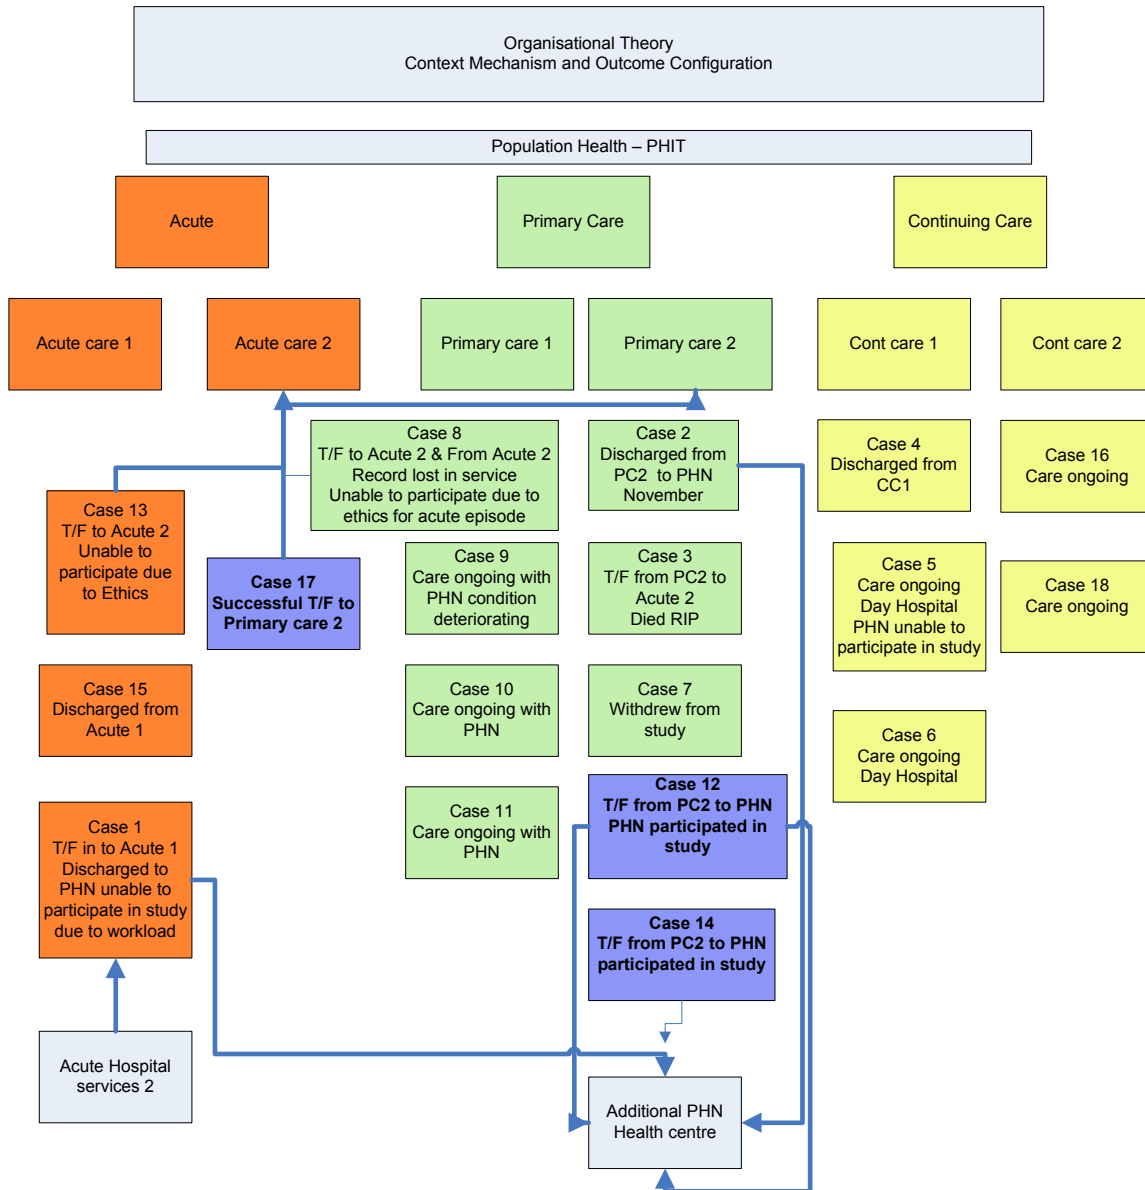 Organisational Theory
Context Mechanism and Outcome Configuration
Population Health – PHIT
Acute
Primary Care
Continuing Care
Acute care 1
Acute care 2
Primary care 1
Primary care 2
Cont care 1
Cont care 2
Case 8
T/F to Acute 2 & From Acute 2
Record lost in service
Unable to participate due to
ethics for acute episode
Case 2
Discharged from
PC2 to PHN
November
Case 4
Discharged from
CC1
Case 16
Care ongoing
Case 13
T/F to Acute 2
Unable to
participate due
to Ethics
Case 17
Successful T/F to
Primary care 2
Case 9
Care ongoing with
PHN condition
deteriorating
Case 3
T/F from PC2 to
Acute 2
Died RIP
Case 5
Care ongoing
Day Hospital
PHN unable to
participate in study
Case 18
Care ongoing
Case 15
Discharged from
Acute 1
Case 10
Care ongoing with
PHN
Case 7
Withdrew from
study
Case 6
Care ongoing
Day Hospital
Case 1
T/F in to Acute 1
Discharged to
PHN unable to
participate in study
due to workload
Case 11
Care ongoing with
PHN
Case 12
T/F from PC2 to PHN
PHN participated in
study
Case 14
T/F from PC2 to PHN
participated in study
Acute Hospital
services 2
Additional PHN
Health centre